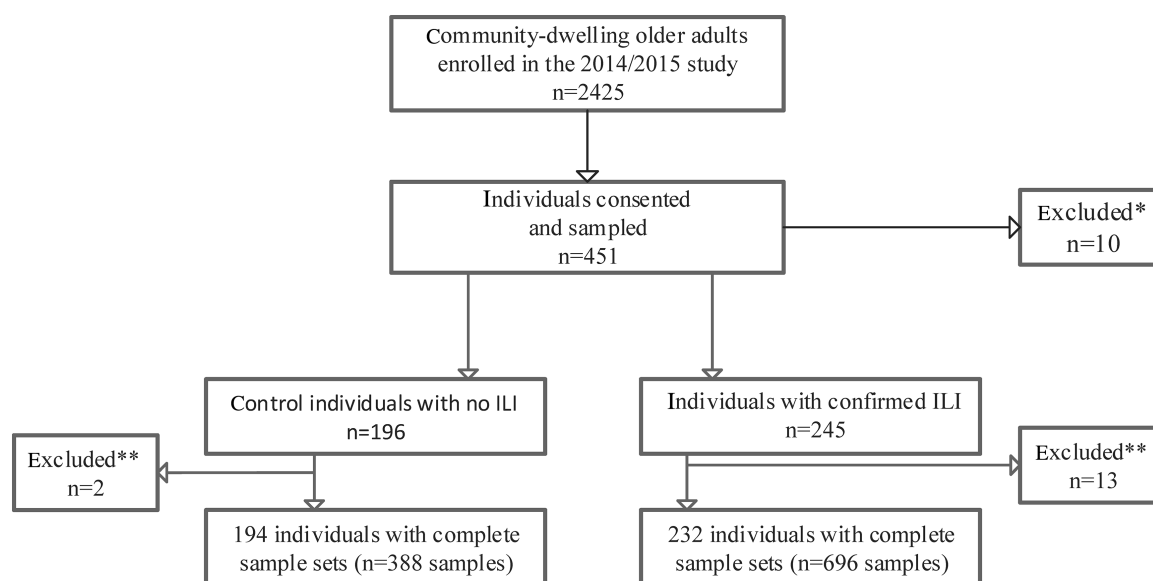 Community-dwelling older adults
enrolled in the 2014/2015 study
n=2425
Individuals consented
and sampled
n=451
Excluded*
n=10
Control individuals with no ILI
n=196
Individuals with confirmed ILI
n=245
Excluded**
n=2
Excluded**
n=13
194 individuals with complete
sample sets (n=388 samples)
232 individuals with complete
sample sets (n=696 samples)